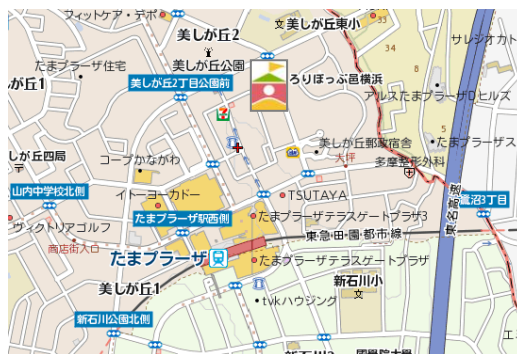 フィットケア・デポ
美しが丘2
美しが丘東小
34
サレジオカト
33
たまプラーザ住宅
美しが丘公園
美しが丘2丁目公園前
ろりぽっぷ邑横浜
8
アルスたまプラーザDヒルズ
が丘1
7
美しが丘郵政宿舎
たまプラーザス
しが丘四局
コープかながわ
大坪
多摩整形外科
山内中学校北側
イトーヨーカドー
TSUTAYA
鷺沼3丁目
たまプラーザ駅西側
たまプラーザテラスゲートプラザ3
ヴィクトリアゴルフ
東急・田・園・都・市・線
東名高速
商店街入口
たまプラーザ
たまプラーザテラスゲートプラザ
美しが丘1
新石川小
tvkハウジング
新石川公園北側